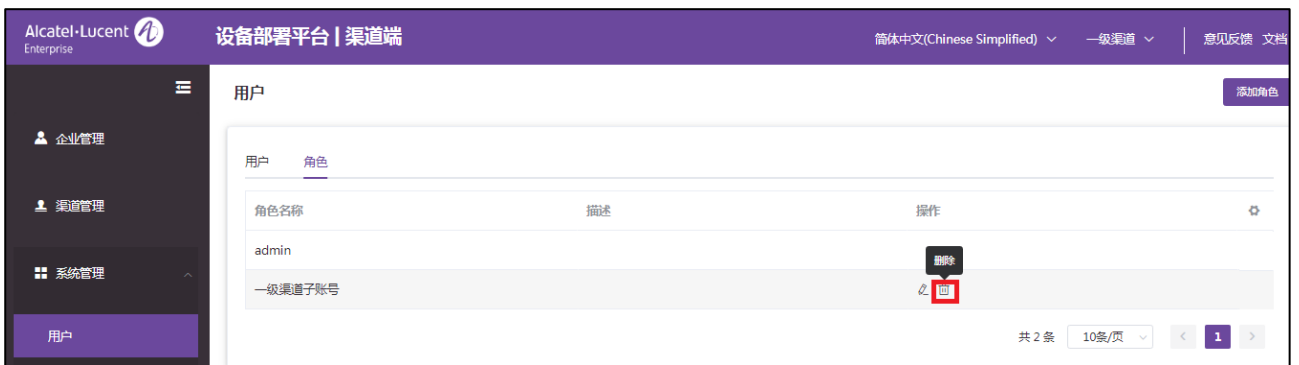 Alcatel·Lucent
Enterprise
设备部署平台 | 渠道端
简体中文(Chinese Simplified)
一级渠道
意见反馈 文档
用户
添加角色
企业管理
用户 角色
渠道管理
角色名称 描述 操作
admin
删除
系统管理
一级渠道子账号
用户
共 2 条 10条/页 < 1 >